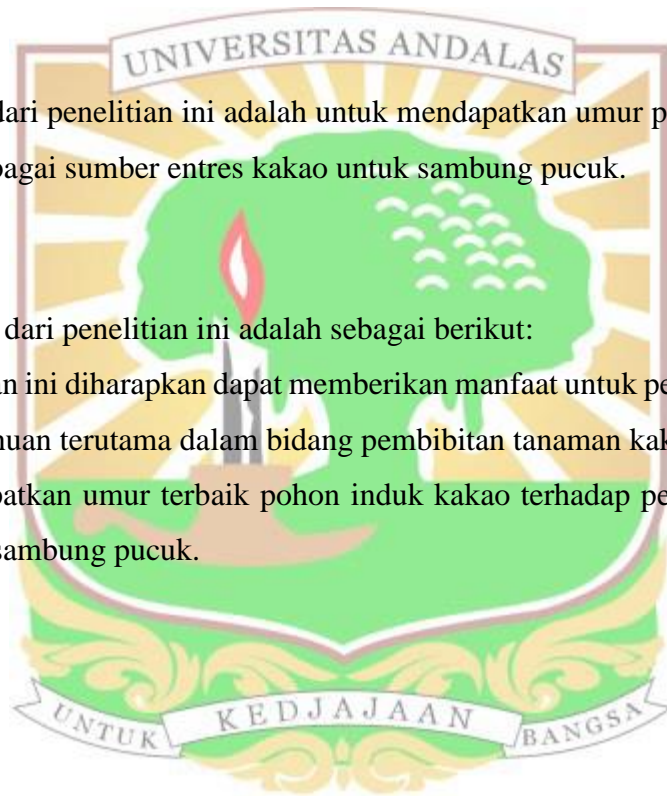 UNIVERSITAS ANDALAS
dari penelitian ini adalah untuk mendapatkan umur
bagai sumber entres kakao untuk sambung pucuk.
dari penelitian ini adalah sebagai berikut:
an ini diharapkan dapat memberikan manfaat untuk pe
nuan terutama dalam bidang pembibitan tanaman kak
patkan umur terbaik pohon induk kakao terhadap pe
sambung pucuk.
UNTUK KEDJAJAAN BANGSA